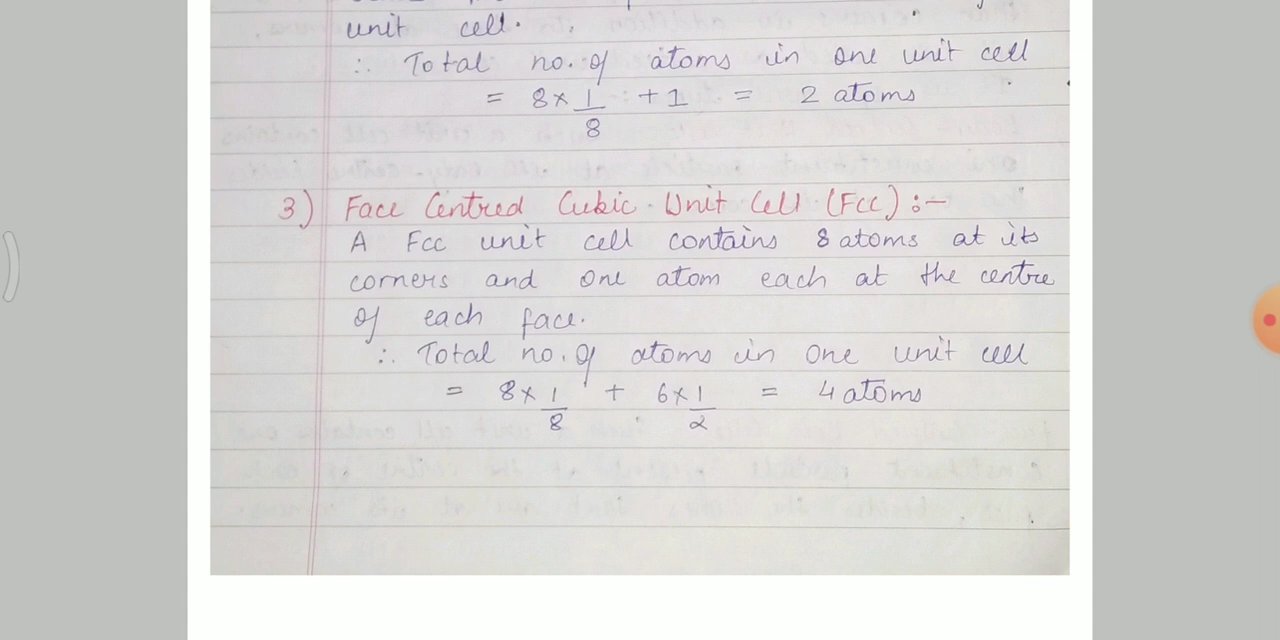 unit cell.
∴ Total no. of atoms in one unit cell
= 8 × 1/8 + 1 = 2 atoms
3) Face Centred Cubic Unit Cell (Fcc) :-
A Fcc unit cell contains 8 atoms at its
corners and one atom each at the centre
of each face.
∴ Total no. of atoms in one unit cell
= 8 × 1/8 + 6 × 1/2 = 4 atoms